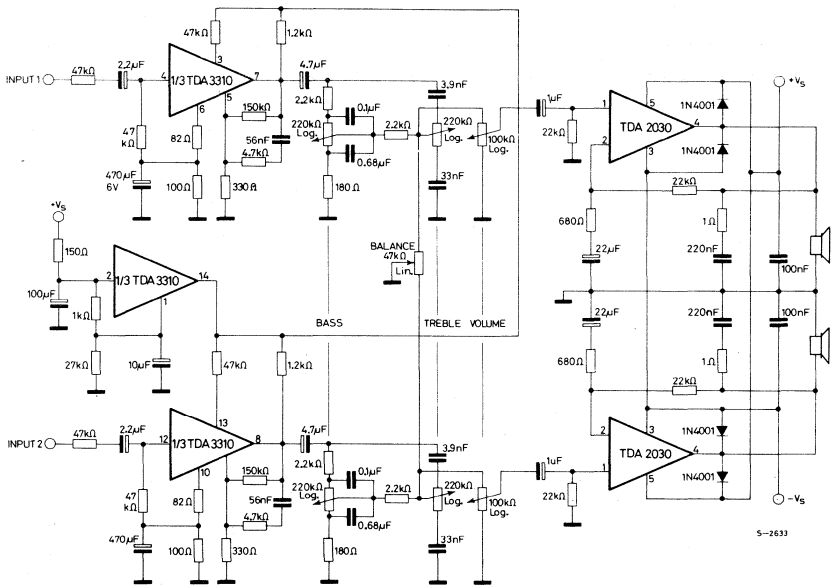 47kΩ
1.2kΩ
INPUT 1
47kΩ
2.2µF
4
1/3 TDA 3310
3
7
6
5
4.7µF
3.9nF
2.2kΩ
0.1µF
150kΩ
47
kΩ
82Ω
56nF
220kΩ
Log.
2.2kΩ
220kΩ
Log.
100kΩ
Log.
4.7kΩ
0.68µF
470µF
6V
100Ω
330Ω
180Ω
33nF
1µF
22kΩ
1
2
TDA 2030
5
4
3
1N4001
1N4001
+Vs
22kΩ
680Ω
1Ω
22µF
220nF
100nF
+Vs
150Ω
2
1/3 TDA 3310
14
1
100µF
1kΩ
27kΩ
10µF
BALANCE
47kΩ
Lin.
BASS
TREBLE VOLUME
47kΩ
1.2kΩ
22µF
220nF
100nF
680Ω
1Ω
22kΩ
INPUT 2
47kΩ
2.2µF
12
1/3 TDA 3310
13
8
10
4.7µF
3.9nF
2.2kΩ
0.1µF
150kΩ
47
kΩ
82Ω
56nF
220kΩ
Log.
2.2kΩ
220kΩ
Log.
100kΩ
Log.
4.7kΩ
0.68µF
470µF
100Ω
330Ω
180Ω
33nF
1uF
22kΩ
2
1
TDA 2030
3
4
5
1N4001
1N4001
-Vs
S-2633